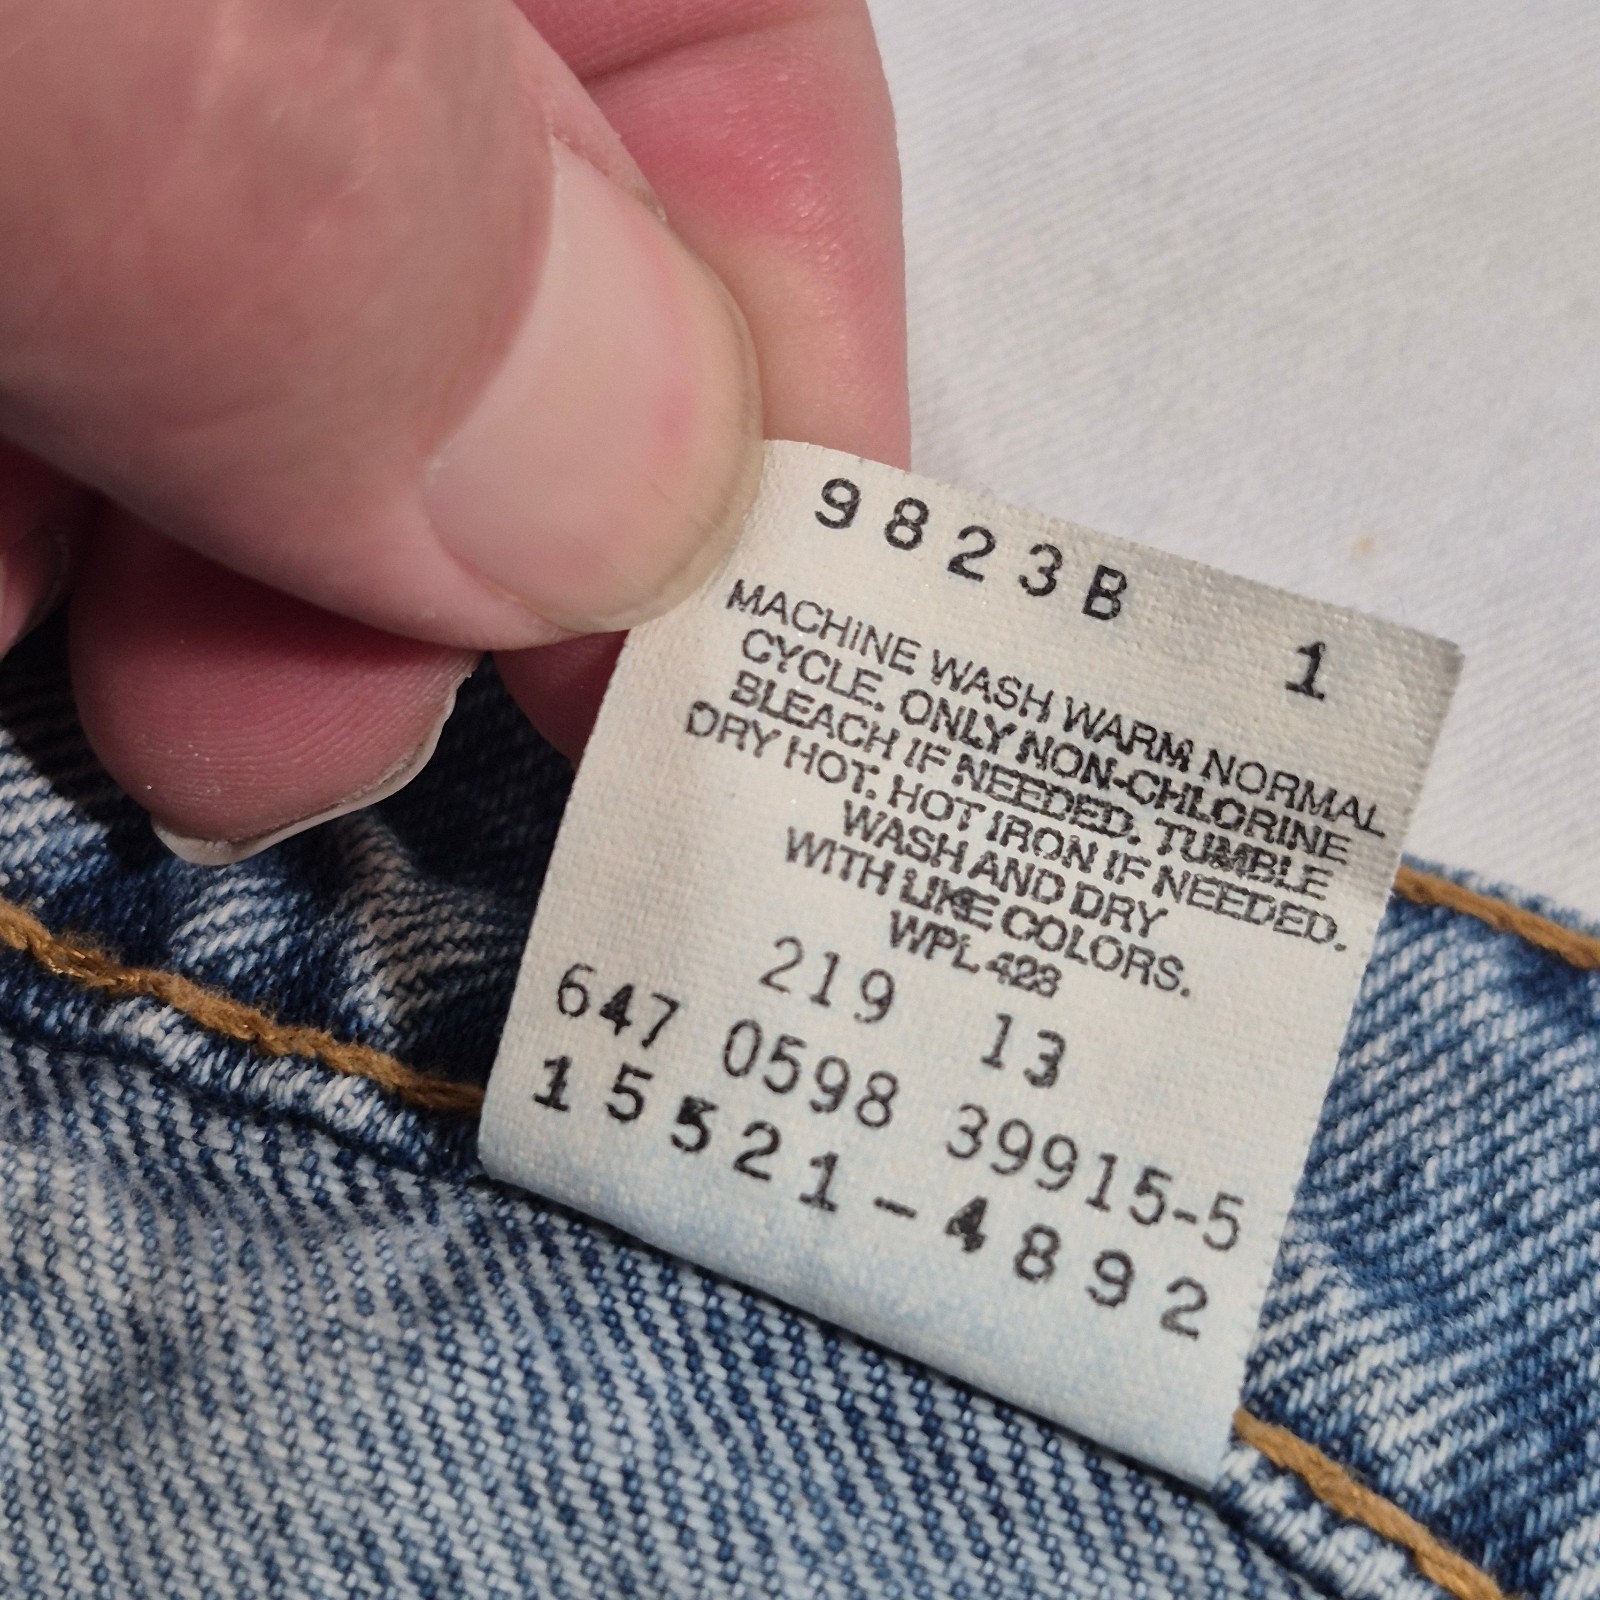 9823B 1
MACHINE WASH WARM NORMAL
CYCLE. ONLY NON-CHLORINE
BLEACH IF NEEDED. TUMBLE
DRY HOT. HOT IRON IF NEEDED.
WASH AND DRY
WITH LIKE COLORS.
WPL 423
219 13
647 0598 39915-5
15521-4892